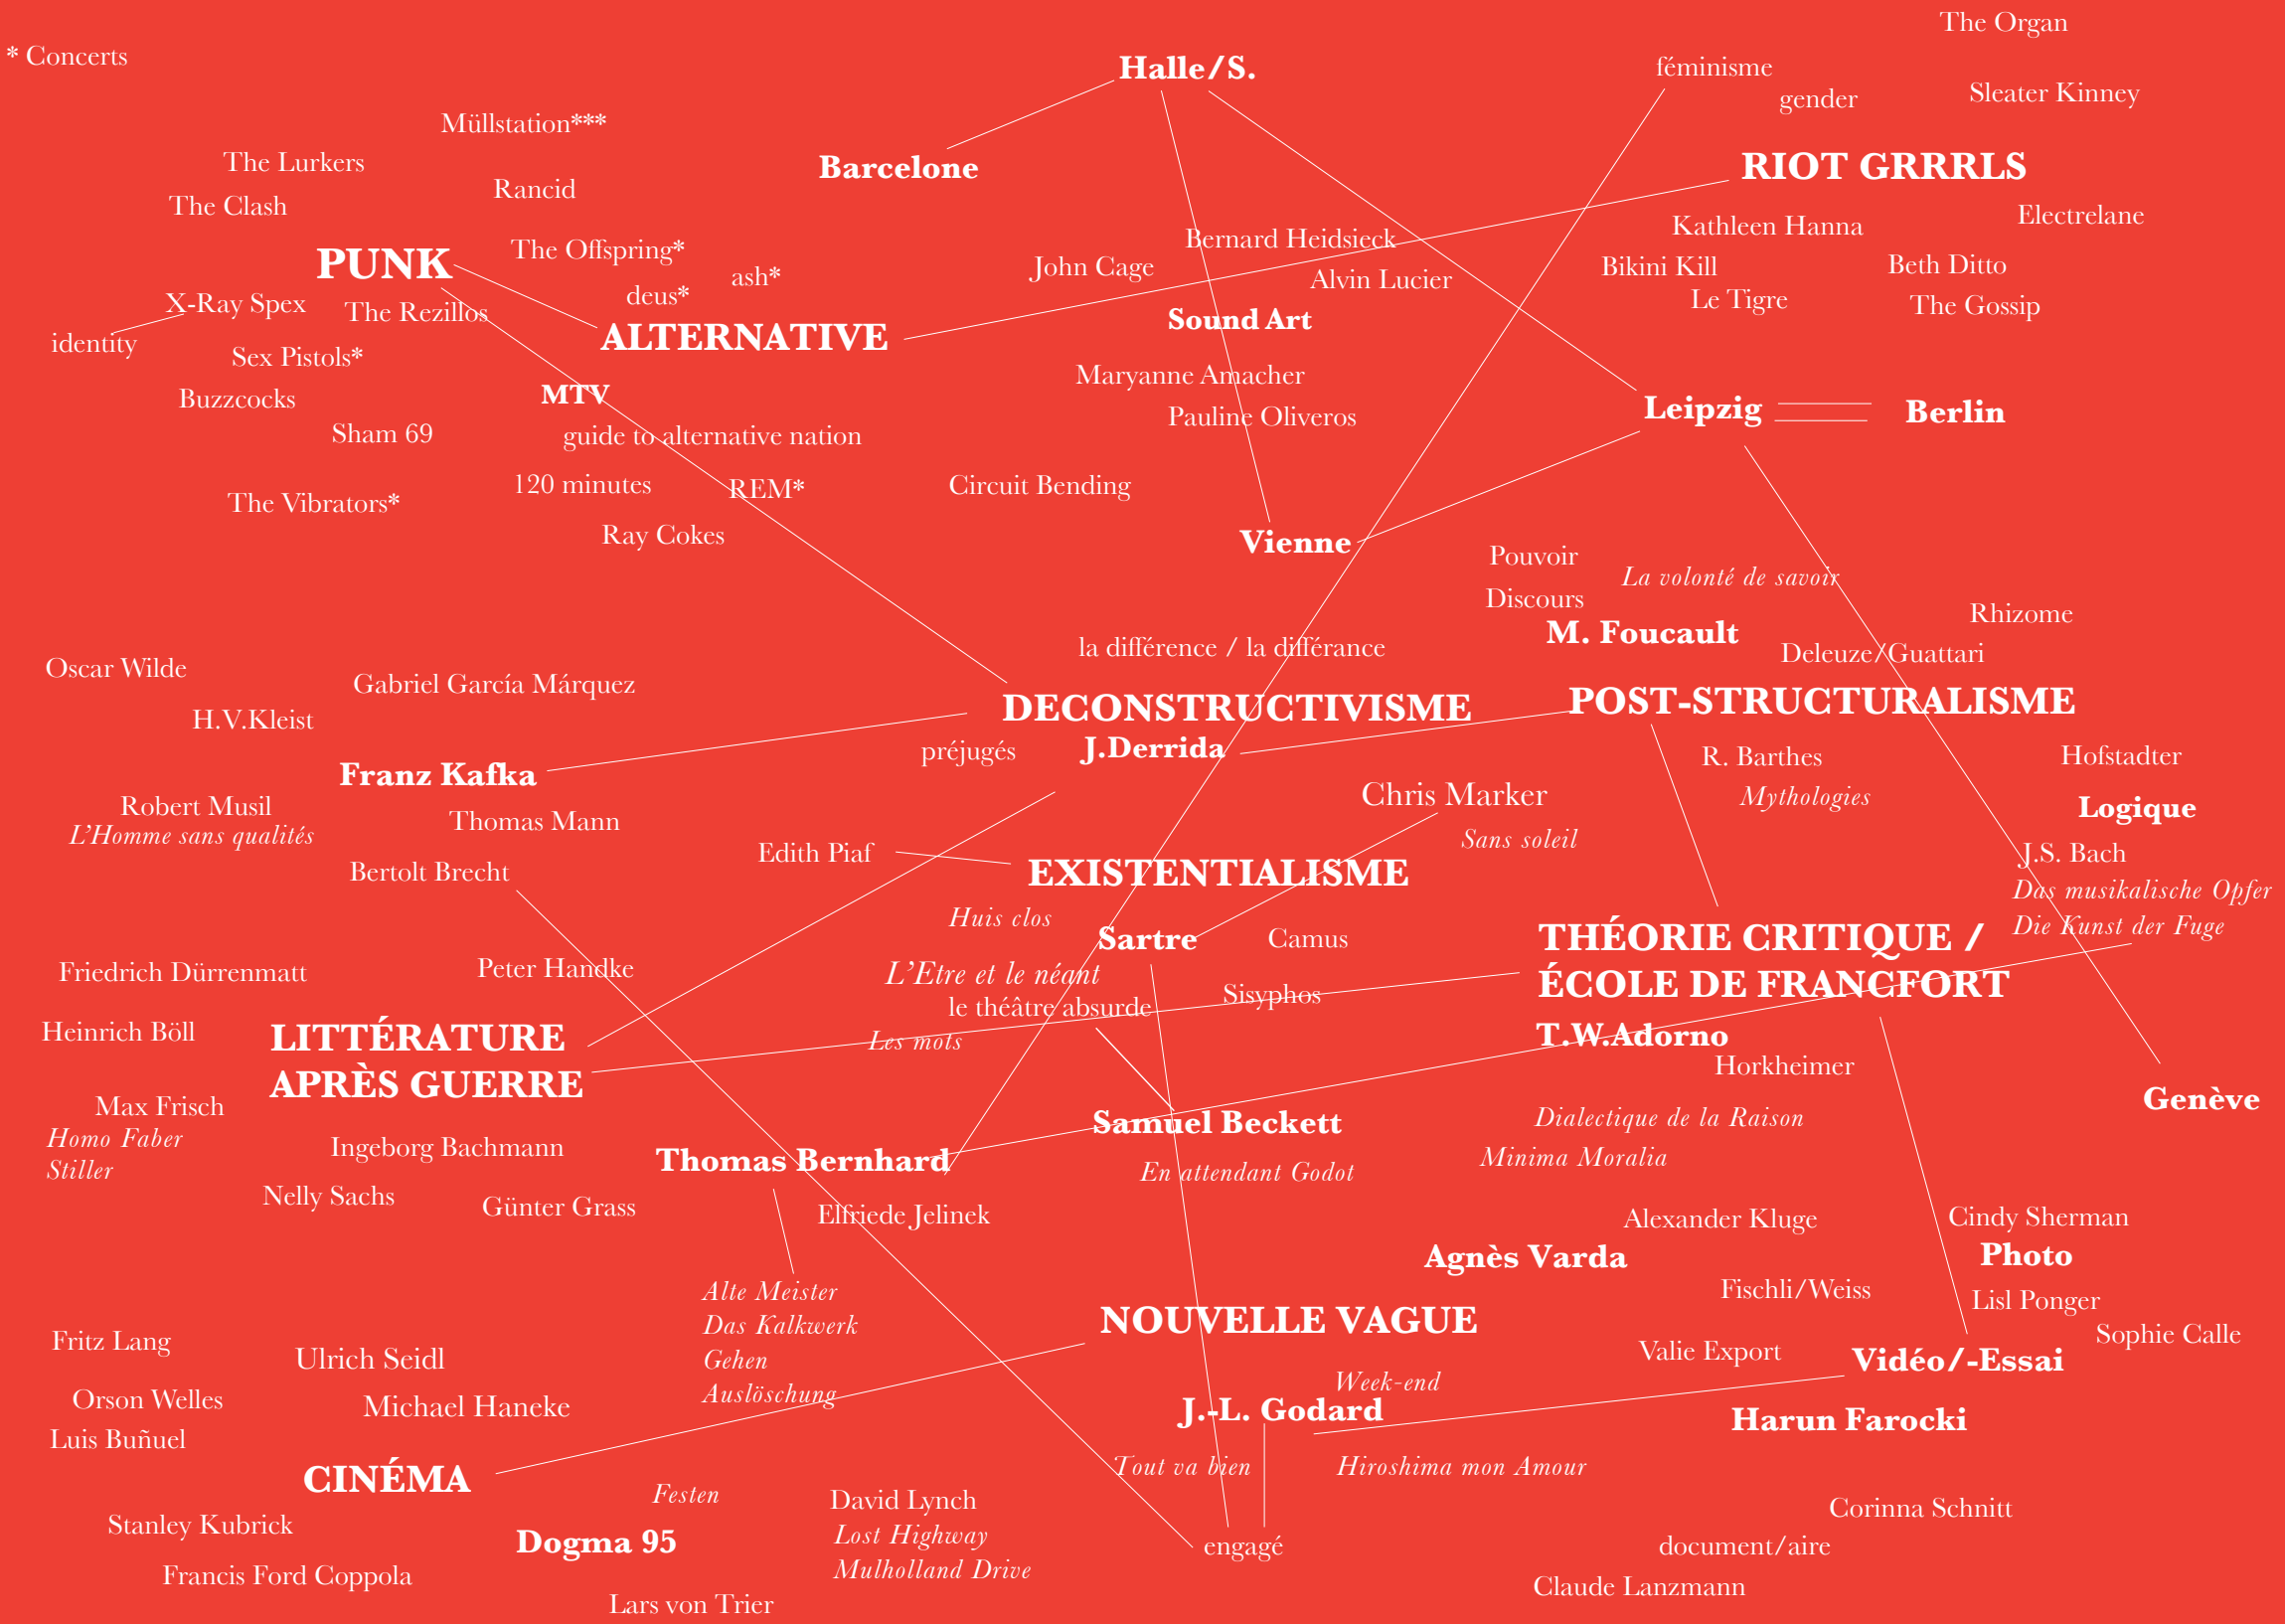 The Organ
* Concerts
Halle/S.
féminisme
gender
Sleater Kinney
Müllstation***
The Lurkers
Barcelone
RIOT GRRRLS
Rancid
The Clash
Electrelane
Kathleen Hanna
Bernard Heidsieck
The Offspring*
PUNK
ash*
John Cage
Alvin Lucier
Bikini Kill
Beth Ditto
deus*
Le Tigre
The Gossip
X-Ray Spex
The Rezillos
Sound Art
identity
ALTERNATIVE
Sex Pistols*
Maryanne Amacher
Buzzcocks
MTV
Pauline Oliveros
Leipzig
Berlin
Sham 69
guide to alternative nation
120 minutes
REM*
Circuit Bending
The Vibrators*
Ray Cokes
Vienne
Pouvoir
La volonté de savoir
Discours
Rhizome
M. Foucault
la différence / la différance
Deleuze/Guattari
Oscar Wilde
Gabriel García Márquez
H.V.Kleist
DECONSTRUCTIVISME
POST-STRUCTURALISME
préjugés
J.Derrida
R. Barthes
Hofstadter
Franz Kafka
Chris Marker
Mythologies
Logique
Robert Musil
L'Homme sans qualités
Thomas Mann
Sans soleil
Edith Piaf
J.S. Bach
Bertolt Brecht
EXISTENTIALISME
Das musikalische Opfer
Die Kunst der Fuge
Huis clos
Sartre
Camus
THÉORIE CRITIQUE /
ÉCOLE DE FRANCFORT
Friedrich Dürrenmatt
Peter Handke
L'Etre et le néant
le théâtre absurde
Sisyphos
Heinrich Böll
LITTÉRATURE
APRÈS GUERRE
Les mots
T.W.Adorno
Horkheimer
Genève
Max Frisch
Homo Faber
Stiller
Ingeborg Bachmann
Samuel Beckett
Dialectique de la Raison
Minima Moralia
Thomas Bernhard
En attendant Godot
Nelly Sachs
Günter Grass
Elfriede Jelinek
Alexander Kluge
Cindy Sherman
Agnès Varda
Photo
Alte Meister
Das Kalkwerk
Gehen
Auslöschung
Fischli/Weiss
Lisl Ponger
NOUVELLE VAGUE
Sophie Calle
Fritz Lang
Ulrich Seidl
Valie Export
Vidéo/-Essai
Week-end
Orson Welles
Michael Haneke
J.-L. Godard
Harun Farocki
Luis Buñuel
CINÉMA
Tout va bien
Hiroshima mon Amour
Festen
David Lynch
Lost Highway
Mulholland Drive
Corinna Schnitt
Stanley Kubrick
Dogma 95
engagé
document/aire
Francis Ford Coppola
Claude Lanzmann
Lars von Trier